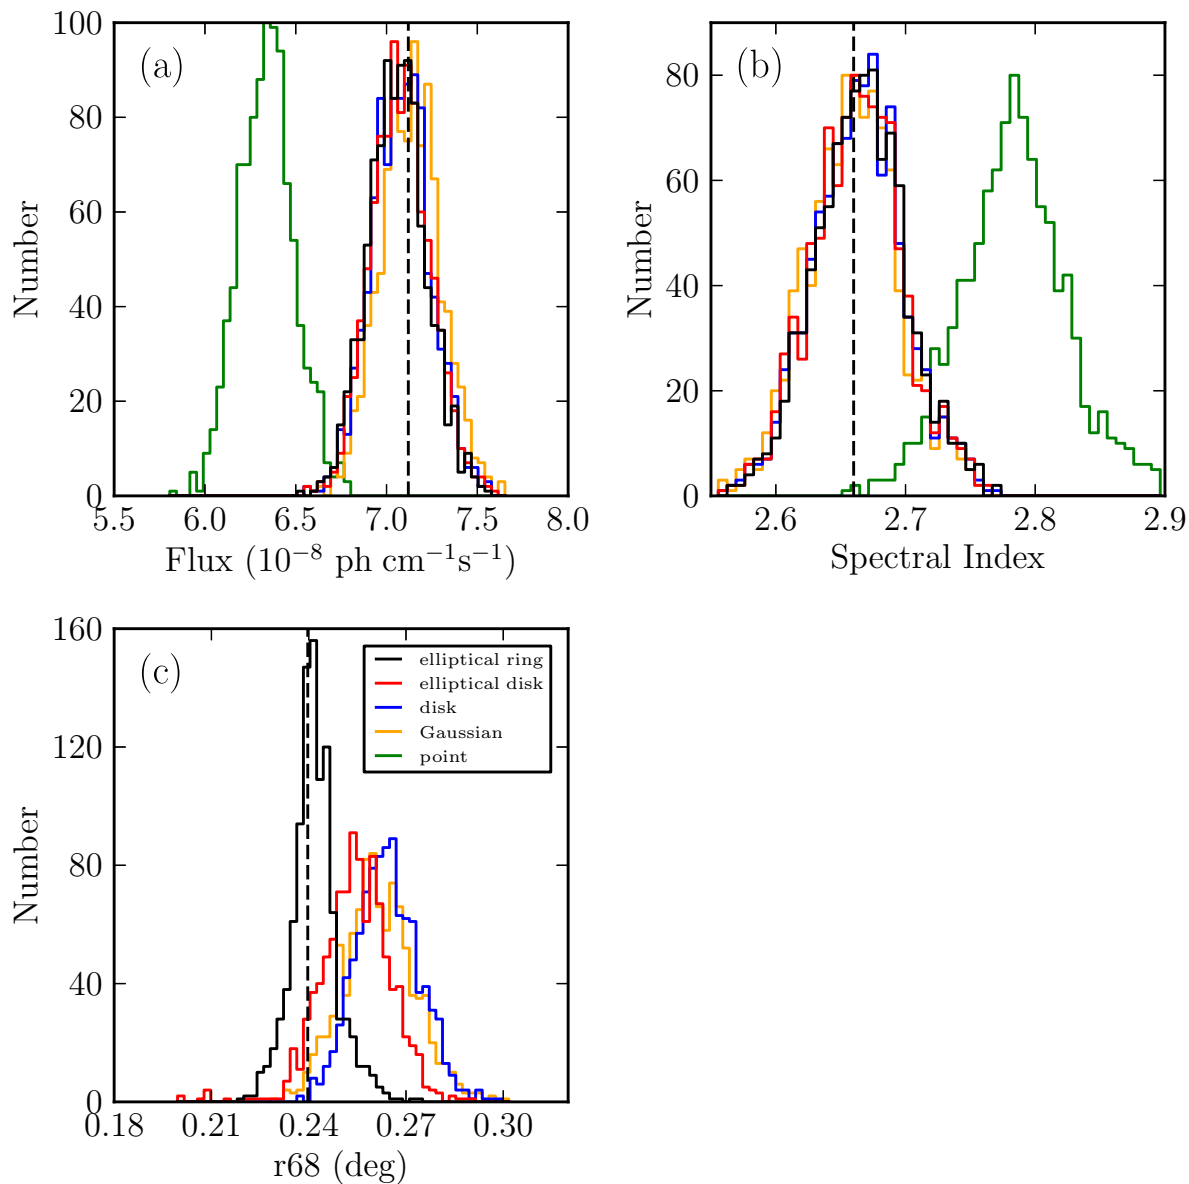 100
80
60
40
20
0
Number
(a)
5.5 6.0 6.5 7.0 7.5 8.0
Flux (10⁻⁸ ph cm⁻¹s⁻¹)
80
60
40
20
0
Number
(b)
2.6 2.7 2.8 2.9
Spectral Index
160
120
80
40
0
Number
(c)
elliptical ring
elliptical disk
disk
Gaussian
point
0.18 0.21 0.24 0.27 0.30
r68 (deg)